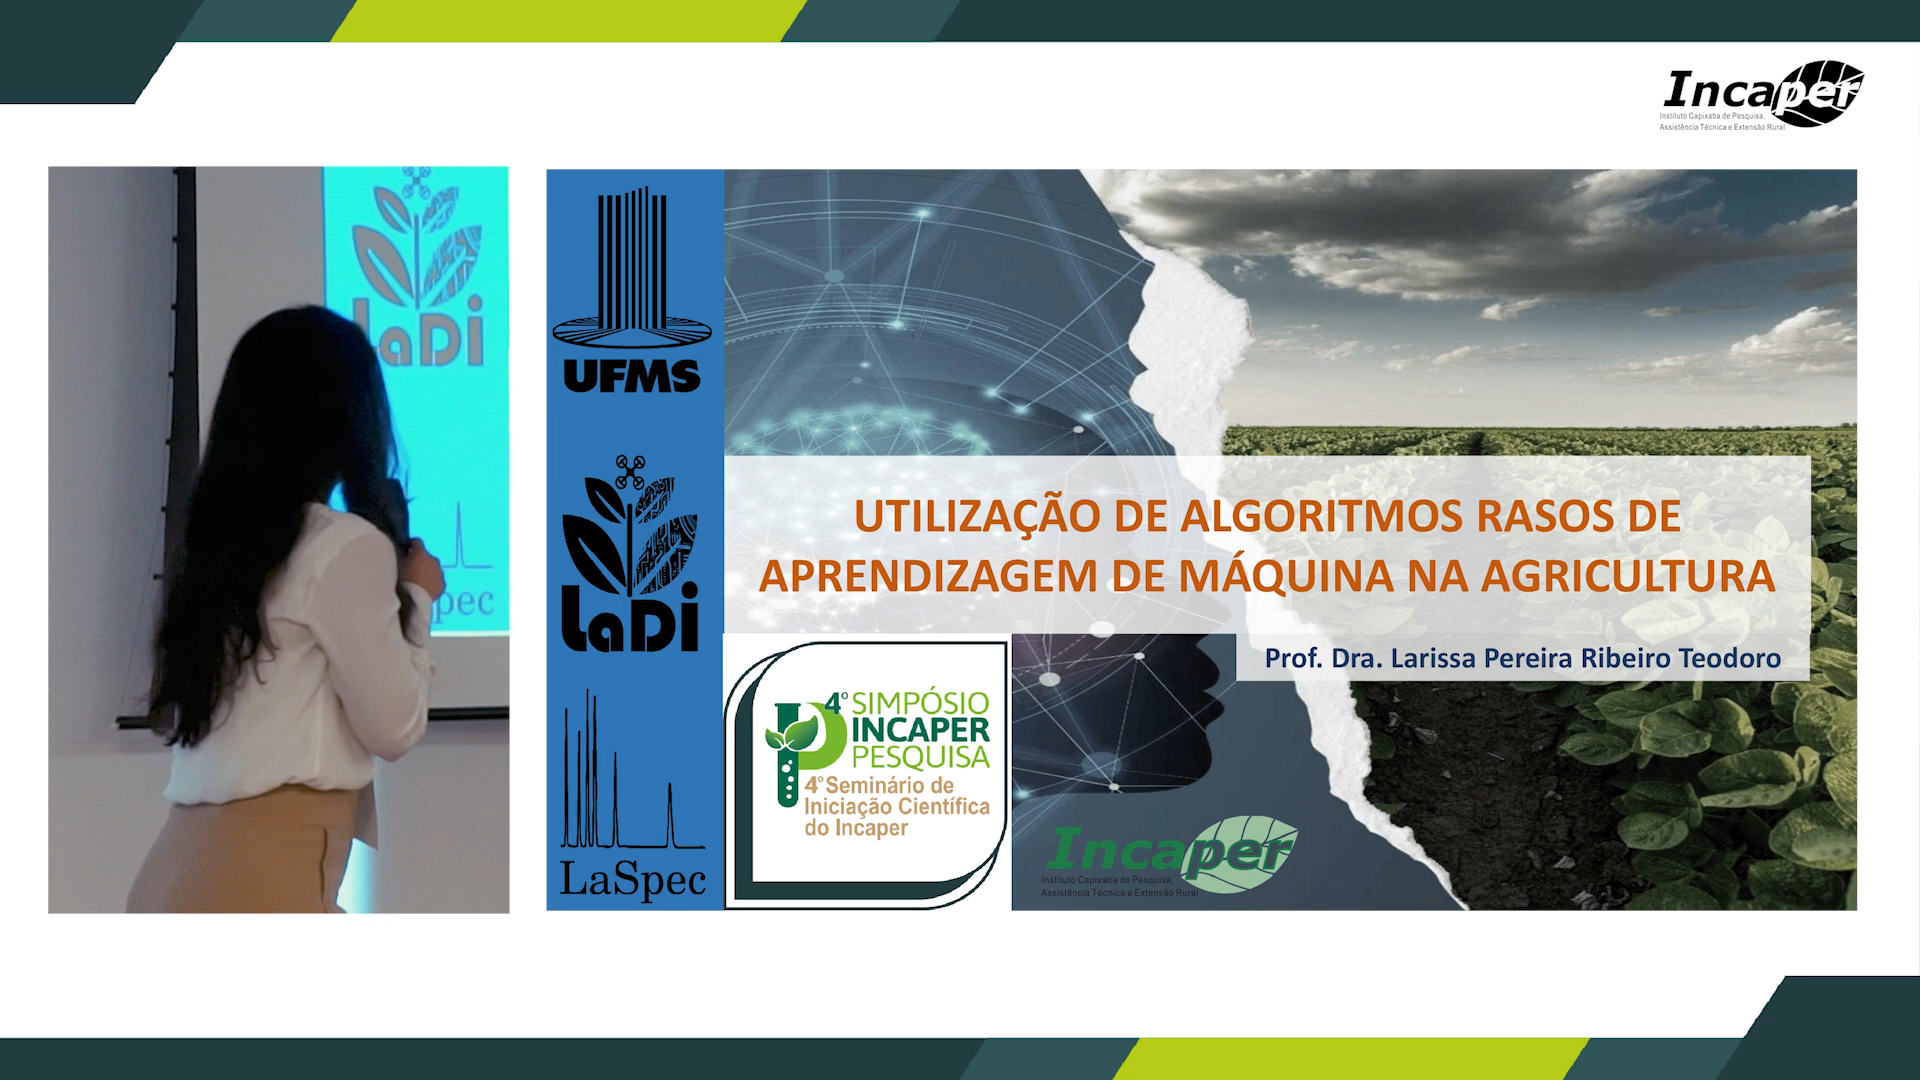 Incaper
Instituto Capixaba de Pesquisa,
Assistência Técnica e Extensão Rural
LaDi
pec
UFMS
LaDi
LaSpec
UTILIZAÇÃO DE ALGORITMOS RASOS DE
APRENDIZAGEM DE MÁQUINA NA AGRICULTURA
Prof. Dra. Larissa Pereira Ribeiro Teodoro
4º SIMPÓSIO
INCAPER
PESQUISA
4º Seminário de
Iniciação Científica
do Incaper
Incaper
Instituto Capixaba de Pesquisa,
Assistência Técnica e Extensão Rural